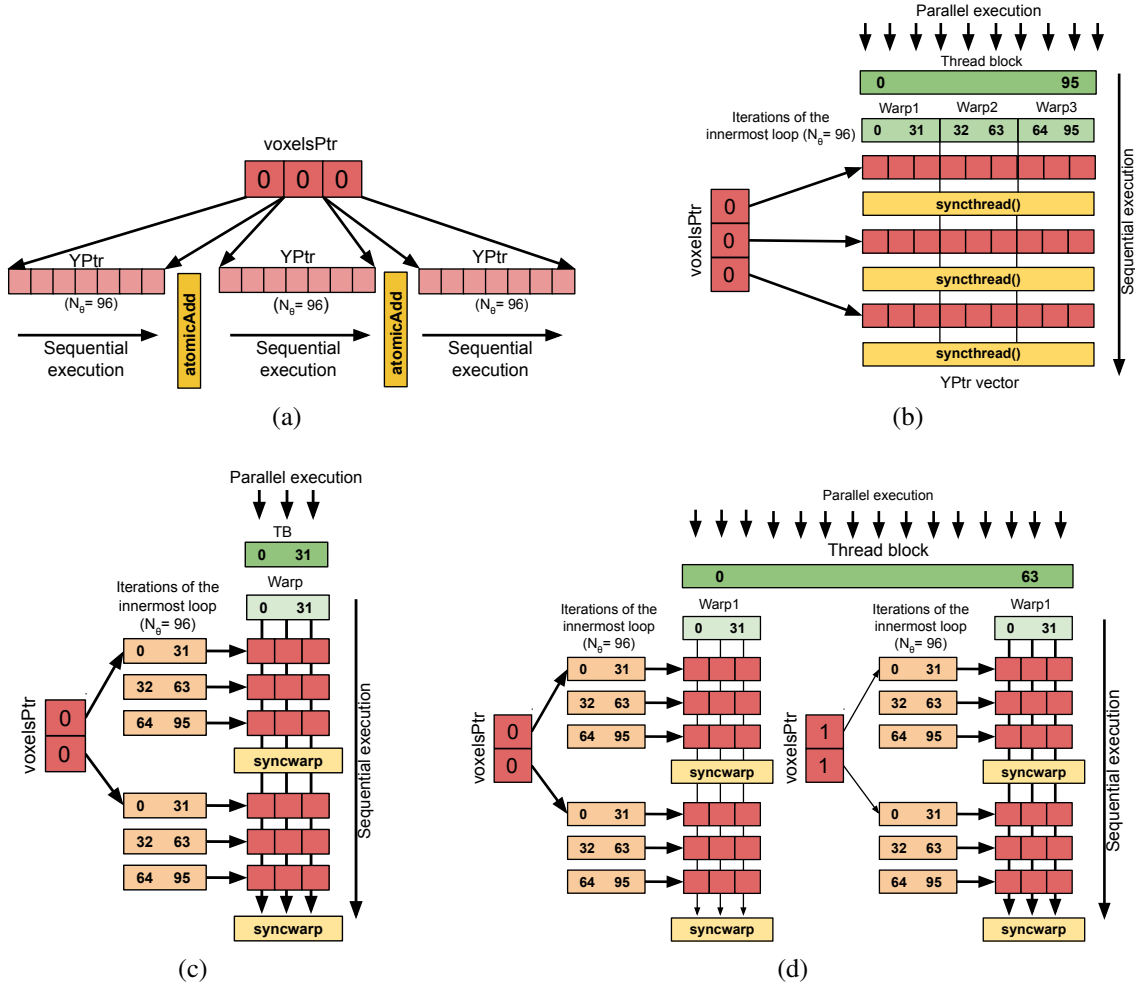 voxelsPtr
0 0 0
YPtr YPtr YPtr
(Nθ= 96) (Nθ= 96) (Nθ= 96)
atomicAdd atomicAdd
Sequential execution
Sequential execution
Sequential execution
(a)
Parallel execution
Thread block
0 95
Warp1 Warp2 Warp3
Iterations of the
innermost loop (Nθ= 96)
0 31 32 63 64 95
voxelsPtr
0
0
0
syncthread()
syncthread()
syncthread()
YPtr vector
Sequential execution
(b)
Parallel execution
TB
0 31
Warp
Iterations of the
innermost loop
(Nθ= 96)
0 31
0 31
32 63
64 95
voxelsPtr
0
0
syncwarp
0 31
32 63
64 95
syncwarp
Sequential execution
(c)
Parallel execution
Thread block
0 63
Iterations of the
innermost loop
(Nθ= 96)
Warp1
0 31
0 31
32 63
64 95
voxelsPtr
0
0
syncwarp
0 31
32 63
64 95
syncwarp
Iterations of the
innermost loop
(Nθ= 96)
Warp1
0 31
0 31
32 63
64 95
voxelsPtr
1
1
syncwarp
0 31
32 63
64 95
syncwarp
Sequential execution
(d)